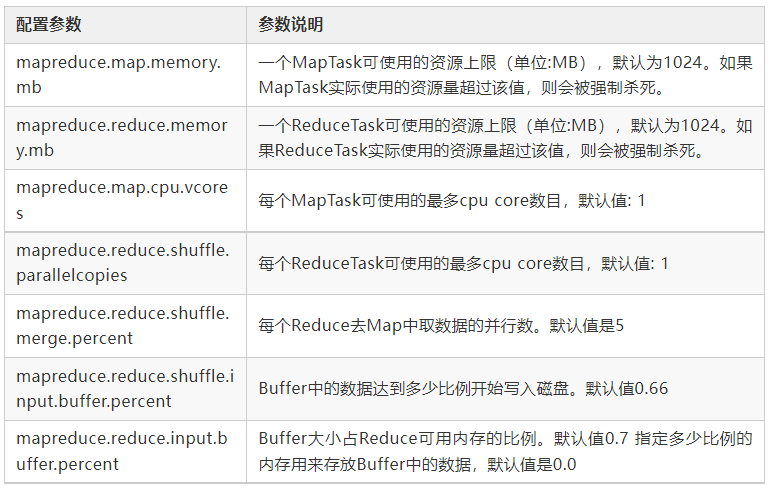 配置参数 参数说明
mapreduce.map.memory. 一个MapTask可使用的资源上限（单位:MB），默认为1024。如果
mb MapTask实际使用的资源量超过该值，则会被强制杀死。
mapreduce.reduce.memor 一个ReduceTask可使用的资源上限（单位:MB），默认为1024。如
y.mb 果ReduceTask实际使用的资源量超过该值，则会被强制杀死。
mapreduce.map.cpu.vcore
s
每个MapTask可使用的最多cpu core数目，默认值: 1
mapreduce.reduce.shuffle.
parallelcopies
每个ReduceTask可使用的最多cpu core数目，默认值: 1
mapreduce.reduce.shuffle.
merge.percent
每个Reduce去Map中取数据的并行数。默认值是5
mapreduce.reduce.shuffle.i
nput.buffer.percent
Buffer中的数据达到多少比例开始写入磁盘。默认值0.66
mapreduce.reduce.input.b Buffer大小占Reduce可用内存的比例。默认值0.7 指定多少比例的
uffer.percent 内存用来存放Buffer中的数据，默认值是0.0